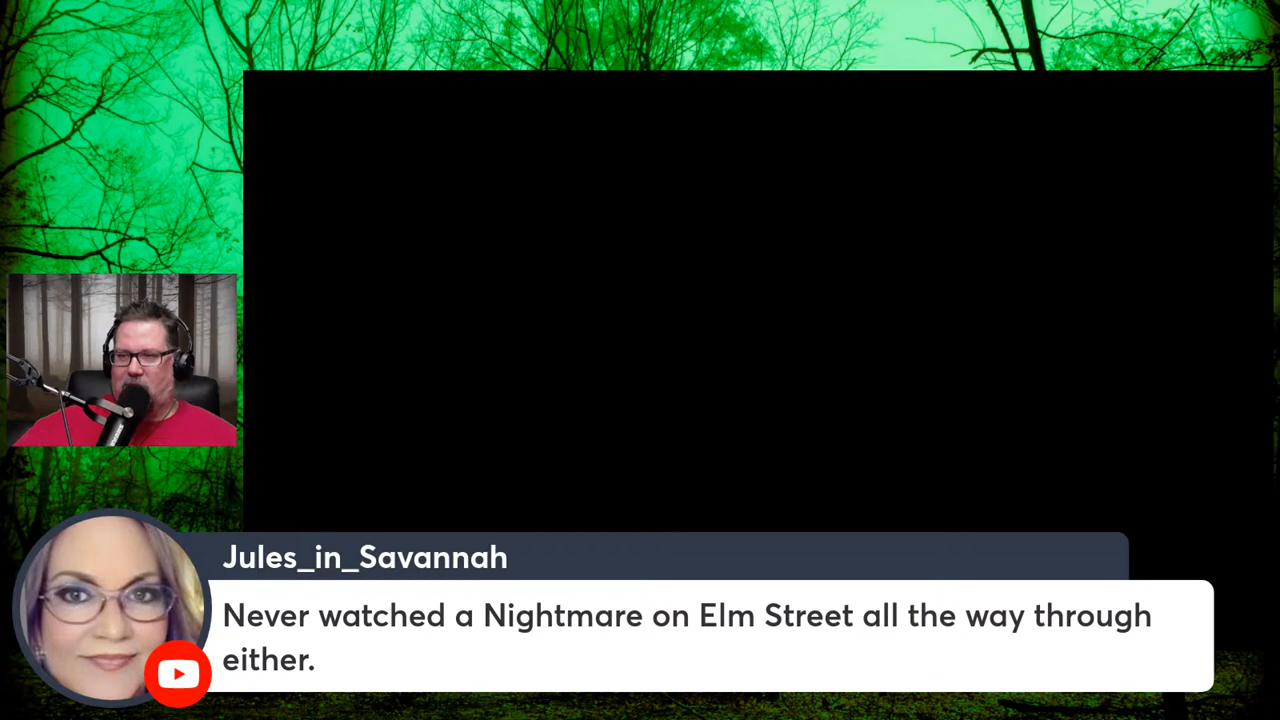 Jules_in_Savannah
Never watched a Nightmare on Elm Street all the way through
either.